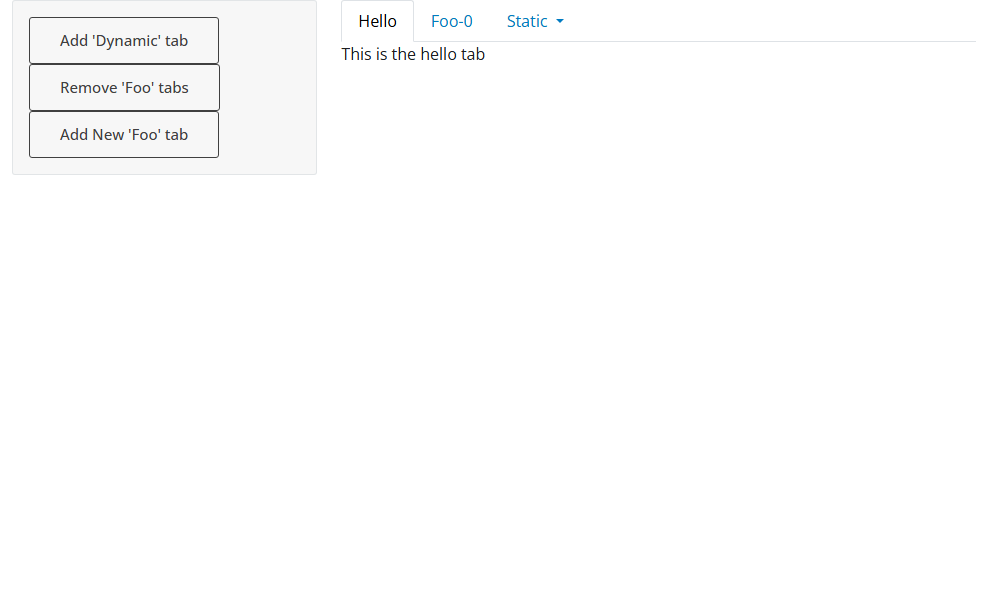 Add 'Dynamic' tab
Remove 'Foo' tabs
Add New 'Foo' tab
Hello Foo-0 Static
This is the hello tab